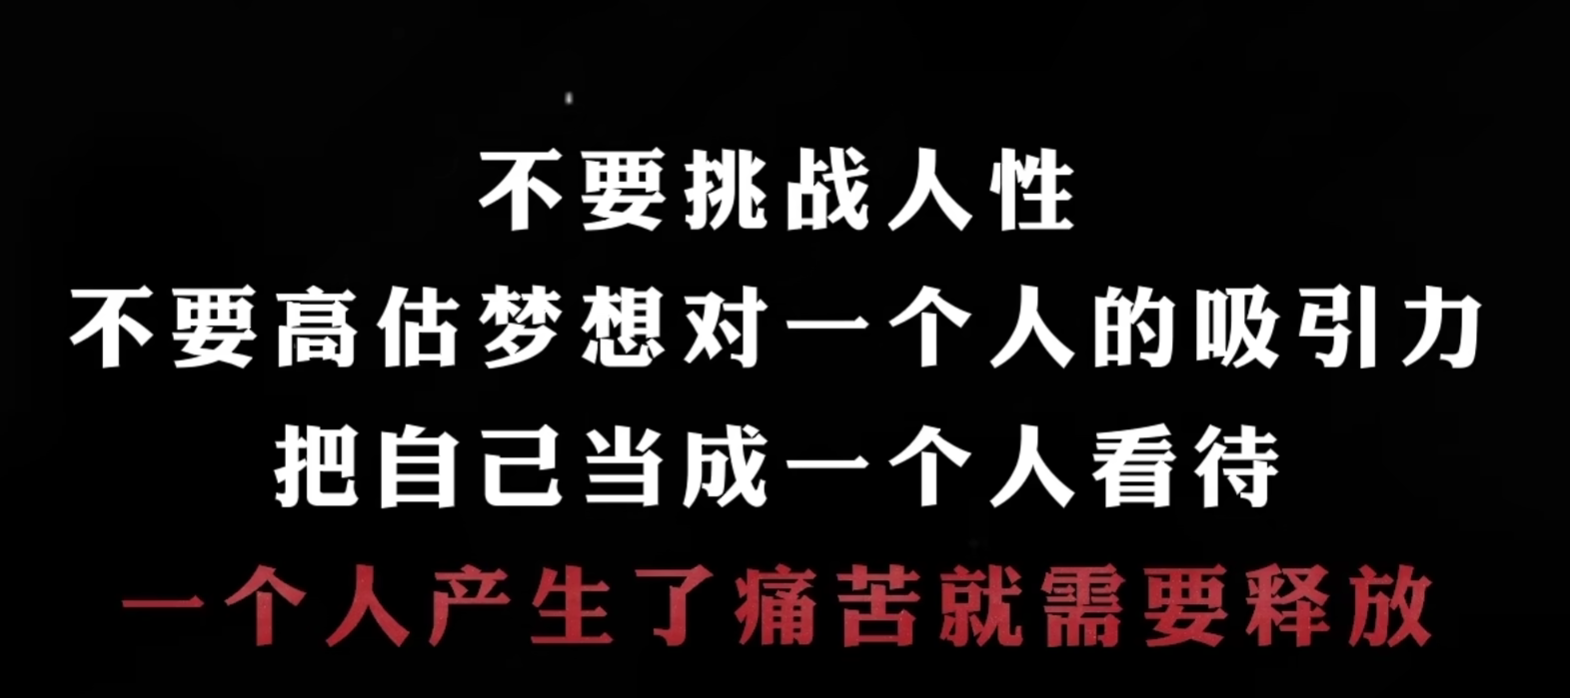 不要挑战人性
不要高估梦想对一个人的吸引力
把自己当成一个人看待
一个人产生了痛苦就需要释放